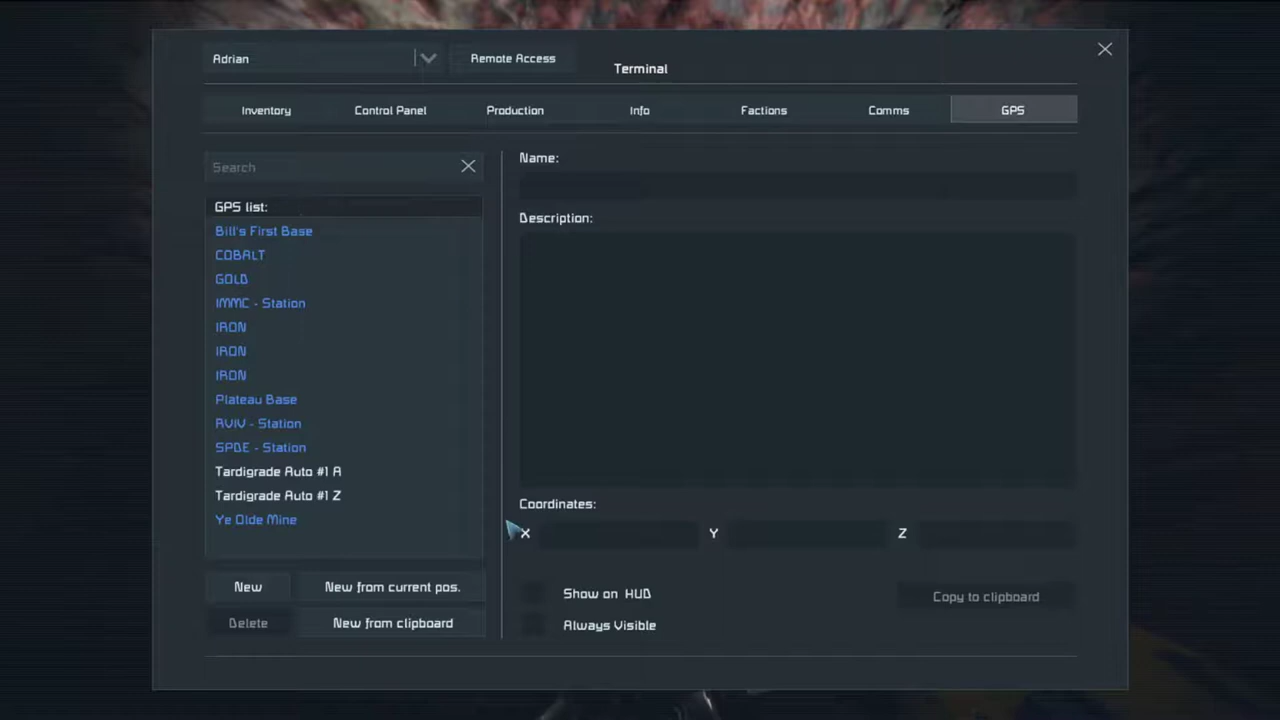 Adrian
Remote Access
Terminal
Inventory
Control Panel
Production
Info
Factions
Comms
GPS
Search
GPS list:
Bill's First Base
COBALT
GOLD
IMMC - Station
IRON
IRON
IRON
Plateau Base
RVIV - Station
SPDE - Station
Tardigrade Auto #1 A
Tardigrade Auto #1 Z
Ye Olde Mine
New
New from current pos.
Delete
New from clipboard
Name:
Description:
Coordinates:
X
Y
Z
Show on HUD
Always Visible
Copy to clipboard